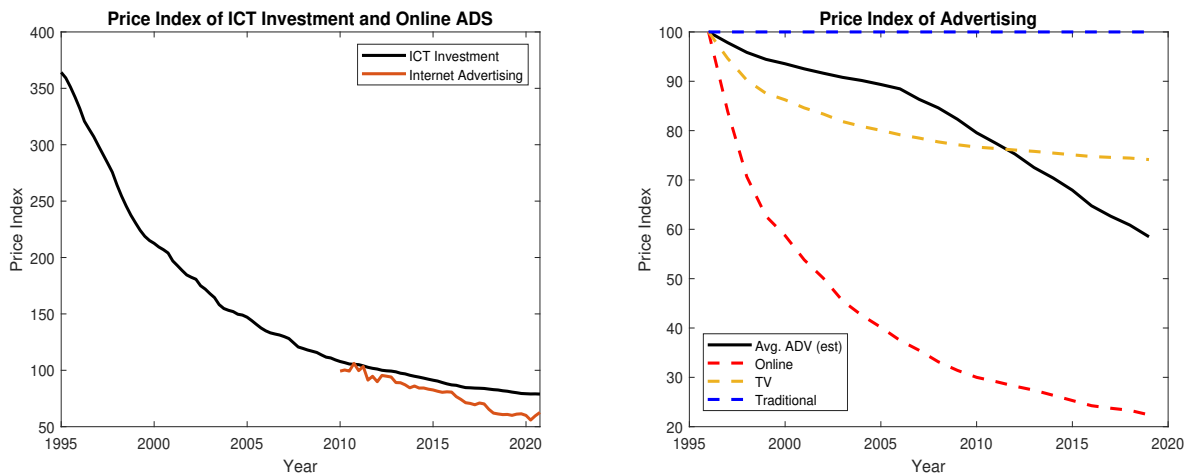 Price Index of ICT Investment and Online ADS
400
350
300
250
200
150
100
50
Price Index
1995
2000
2005
2010
2015
2020
Year
ICT Investment
Internet Advertising
Price Index of Advertising
100
90
80
70
60
50
40
30
20
Price Index
1995
2000
2005
2010
2015
2020
Year
Avg. ADV (est)
Online
TV
Traditional